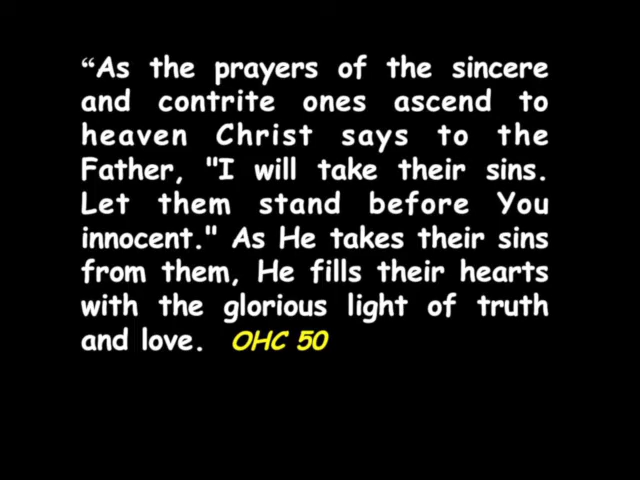 “As the prayers of the sincere
and contrite ones ascend to
heaven Christ says to the
Father, "I will take their sins.
Let them stand before You
innocent." As He takes their sins
from them, He fills their hearts
with the glorious light of truth
and love. OHC 50